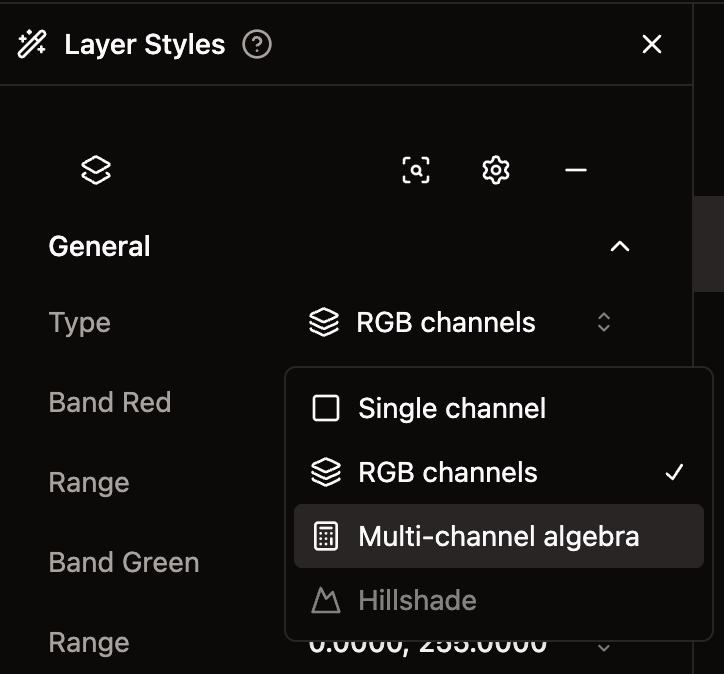 Layer Styles
General
Type RGB channels
Band Red
Single channel
Range
RGB channels
Multi-channel algebra
Band Green
Hillshade
Range 0.0000, 255.0000